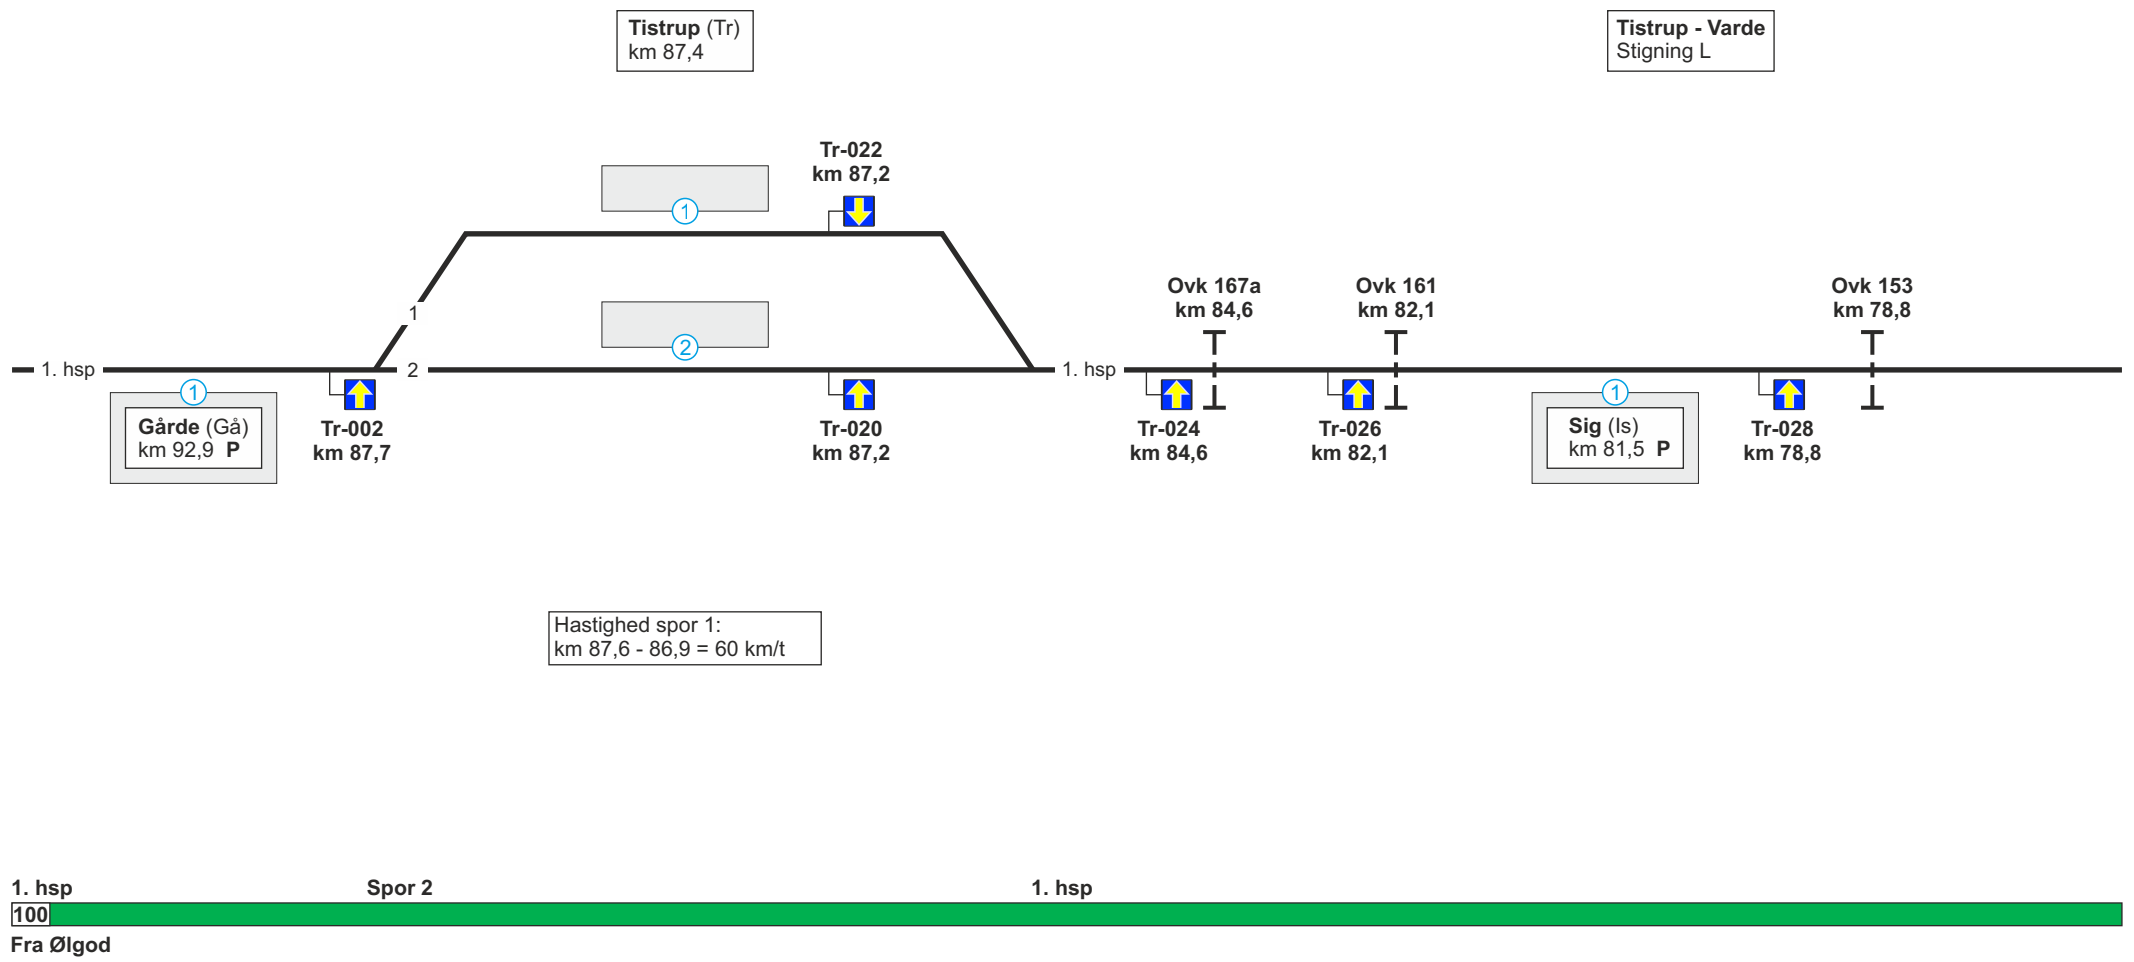 Tistrup (Tr)
km 87,4
Tistrup - Varde
Stigning L
Tr-022
km 87,2
1
1
2
Ovk 167a
km 84,6
Ovk 161
km 82,1
Ovk 153
km 78,8
1. hsp
2
1. hsp
1
Gårde (Gå)
km 92,9 P
Tr-002
km 87,7
Tr-020
km 87,2
Tr-024
km 84,6
Tr-026
km 82,1
1
Sig (Is)
km 81,5 P
Tr-028
km 78,8
Hastighed spor 1:
km 87,6 - 86,9 = 60 km/t
1. hsp
Spor 2
1. hsp
100
Fra Ølgod